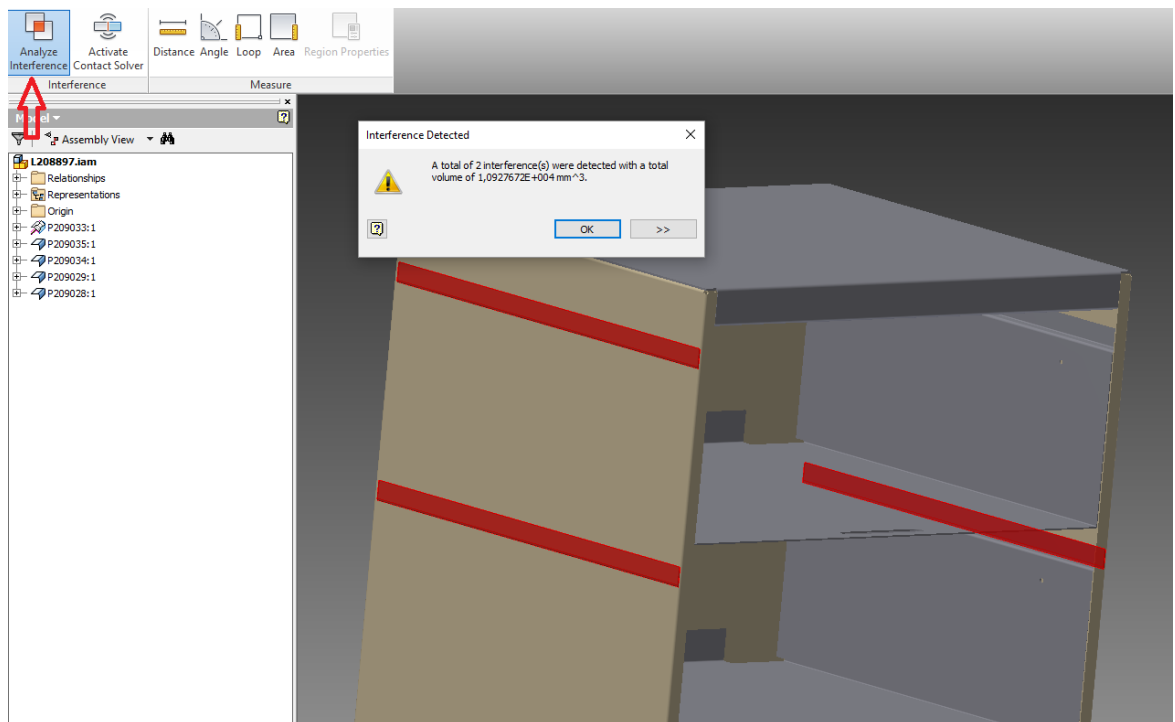 Analyze
Interference
Activate
Contact Solver
Distance Angle Loop Area Region Properties
Interference
Measure
Assembly View
L208897.iam
Relationships
Representations
Origin
P209033:1
P209035:1
P209034:1
P209029:1
P209028:1
Interference Detected
A total of 2 interference(s) were detected with a total
volume of 1,0927672E+004 mm^3.
OK >>